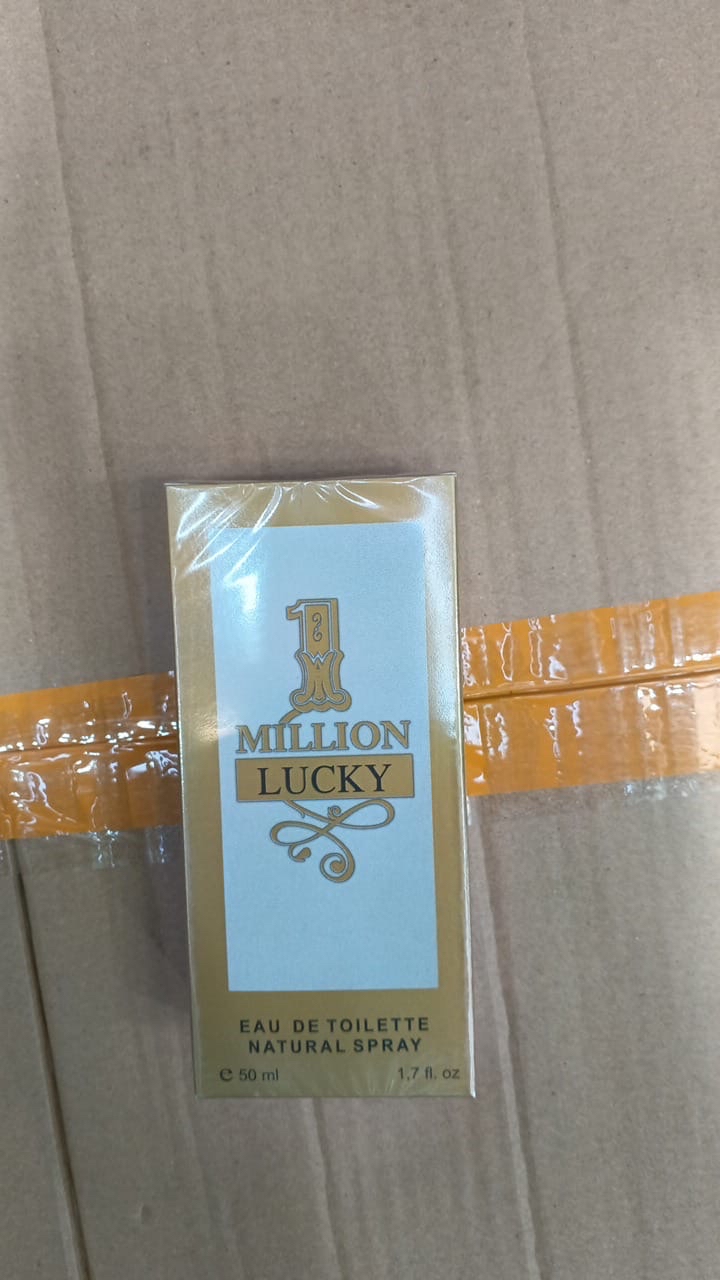 1
MILLION
LUCKY
EAU DE TOILETTE
NATURAL SPRAY
e 50 ml 1,7 fl. oz